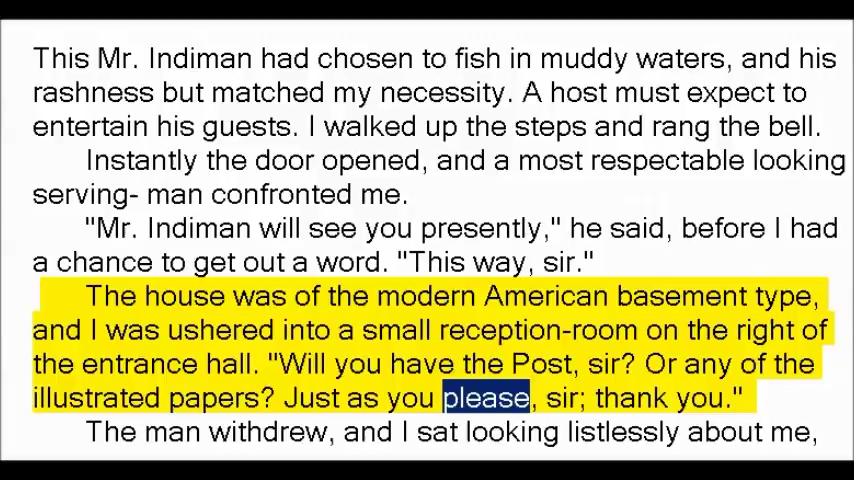 This Mr. Indiman had chosen to fish in muddy waters, and his
rashness but matched my necessity. A host must expect to
entertain his guests. I walked up the steps and rang the bell.
Instantly the door opened, and a most respectable looking
serving- man confronted me.
"Mr. Indiman will see you presently," he said, before I had
a chance to get out a word. "This way, sir."
The house was of the modern American basement type,
and I was ushered into a small reception-room on the right of
the entrance hall. "Will you have the Post, sir? Or any of the
illustrated papers? Just as you please, sir; thank you."
The man withdrew, and I sat looking listlessly about me,